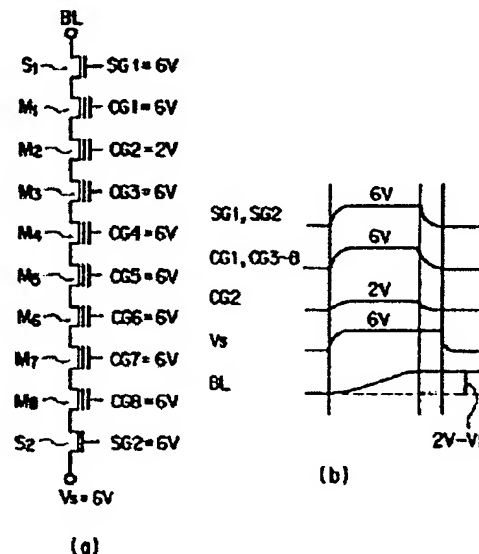 BL
S1 SG1=6V
M1 CG1=6V
M2 CG2=2V
M3 CG3=6V
M4 CG4=6V
M5 CG5=6V
M6 CG6=6V
M7 CG7=6V
M8 CG8=6V
S2 SG2=6V
Vs=6V
(a)
SG1, SG2 6V
CG1, CG3~8 6V
CG2 2V
Vs 6V
BL
(b)